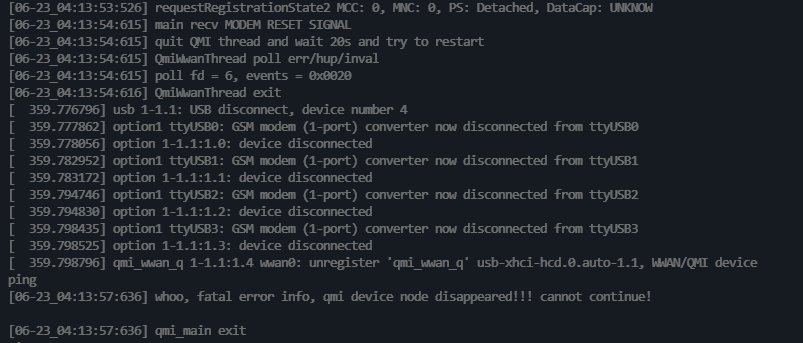 [06-23_04:13:53:526] requestRegistrationState2 MCC: 0, MNC: 0, PS: Detached, DataCap: UNKNOW
[06-23_04:13:54:615] main recv MODEM RESET SIGNAL
[06-23_04:13:54:615] quit QMI thread and wait 20s and try to restart
[06-23_04:13:54:615] QmiWwanThread poll err/hup/inval
[06-23_04:13:54:615] poll fd = 6, events = 0x0020
[06-23_04:13:54:616] QmiWwanThread exit
[  359.776796] usb 1-1.1: USB disconnect, device number 4
[  359.777862] option1 ttyUSB0: GSM modem (1-port) converter now disconnected from ttyUSB0
[  359.778056] option 1-1.1:1.0: device disconnected
[  359.782952] option1 ttyUSB1: GSM modem (1-port) converter now disconnected from ttyUSB1
[  359.783172] option 1-1.1:1.1: device disconnected
[  359.794746] option1 ttyUSB2: GSM modem (1-port) converter now disconnected from ttyUSB2
[  359.794830] option 1-1.1:1.2: device disconnected
[  359.798435] option1 ttyUSB3: GSM modem (1-port) converter now disconnected from ttyUSB3
[  359.798525] option 1-1.1:1.3: device disconnected
[  359.798796] qmi_wwan_q 1-1.1:1.4 wwan0: unregister 'qmi_wwan_q' usb-xhci-hcd.0.auto-1.1, WWAN/QMI device
ping
[06-23_04:13:57:636] whoo, fatal error info, qmi device node disappeared!!! cannot continue!
[06-23_04:13:57:636] qmi_main exit